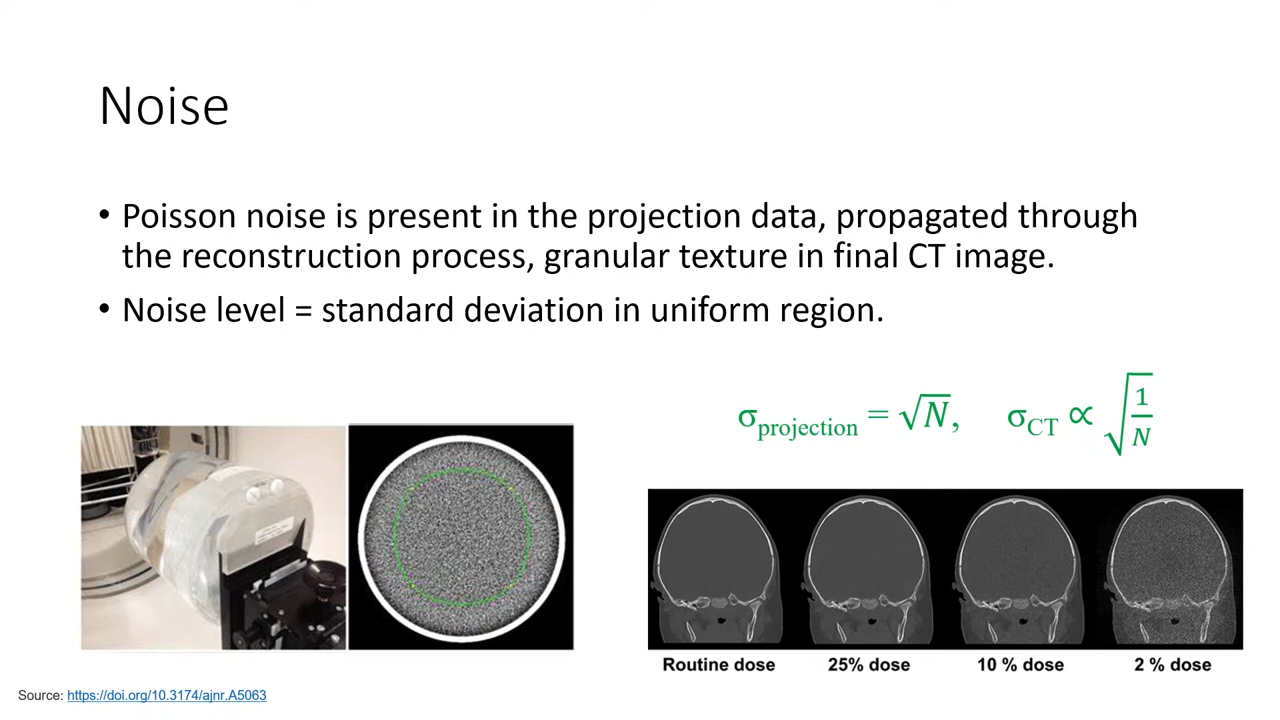 Noise
• Poisson noise is present in the projection data, propagated through
the reconstruction process, granular texture in final CT image.
• Noise level = standard deviation in uniform region.
σprojection = √N, σCT ∝ √(1/N)
Routine dose 25% dose 10 % dose 2 % dose
Source: https://doi.org/10.3174/ajnr.A5063